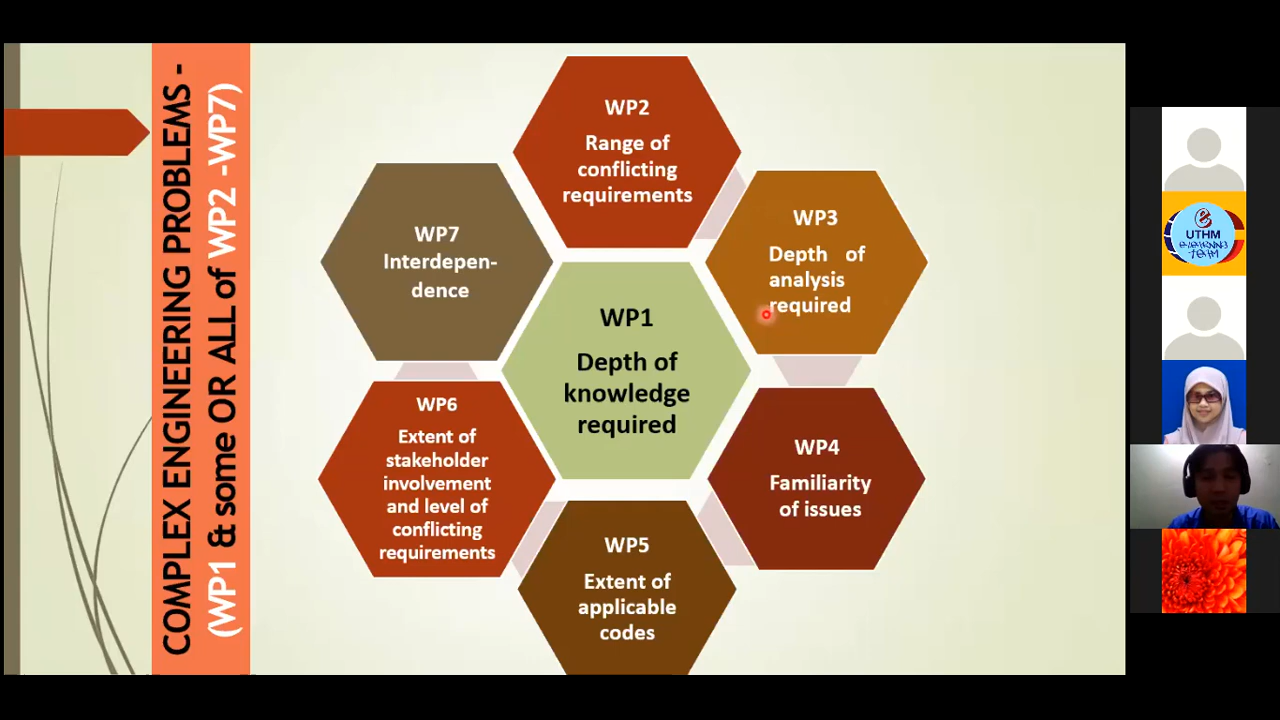 COMPLEX ENGINEERING PROBLEMS -
(WP1 & some OR ALL of WP2 -WP7)
WP2
Range of
conflicting
requirements
WP3
Depth of
analysis
required
WP7
Interdepen-
dence
WP1
Depth of
knowledge
required
WP6
Extent of
stakeholder
involvement
and level of
conflicting
requirements
WP4
Familiarity
of issues
WP5
Extent of
applicable
codes
e
UTHM
eLearning
team